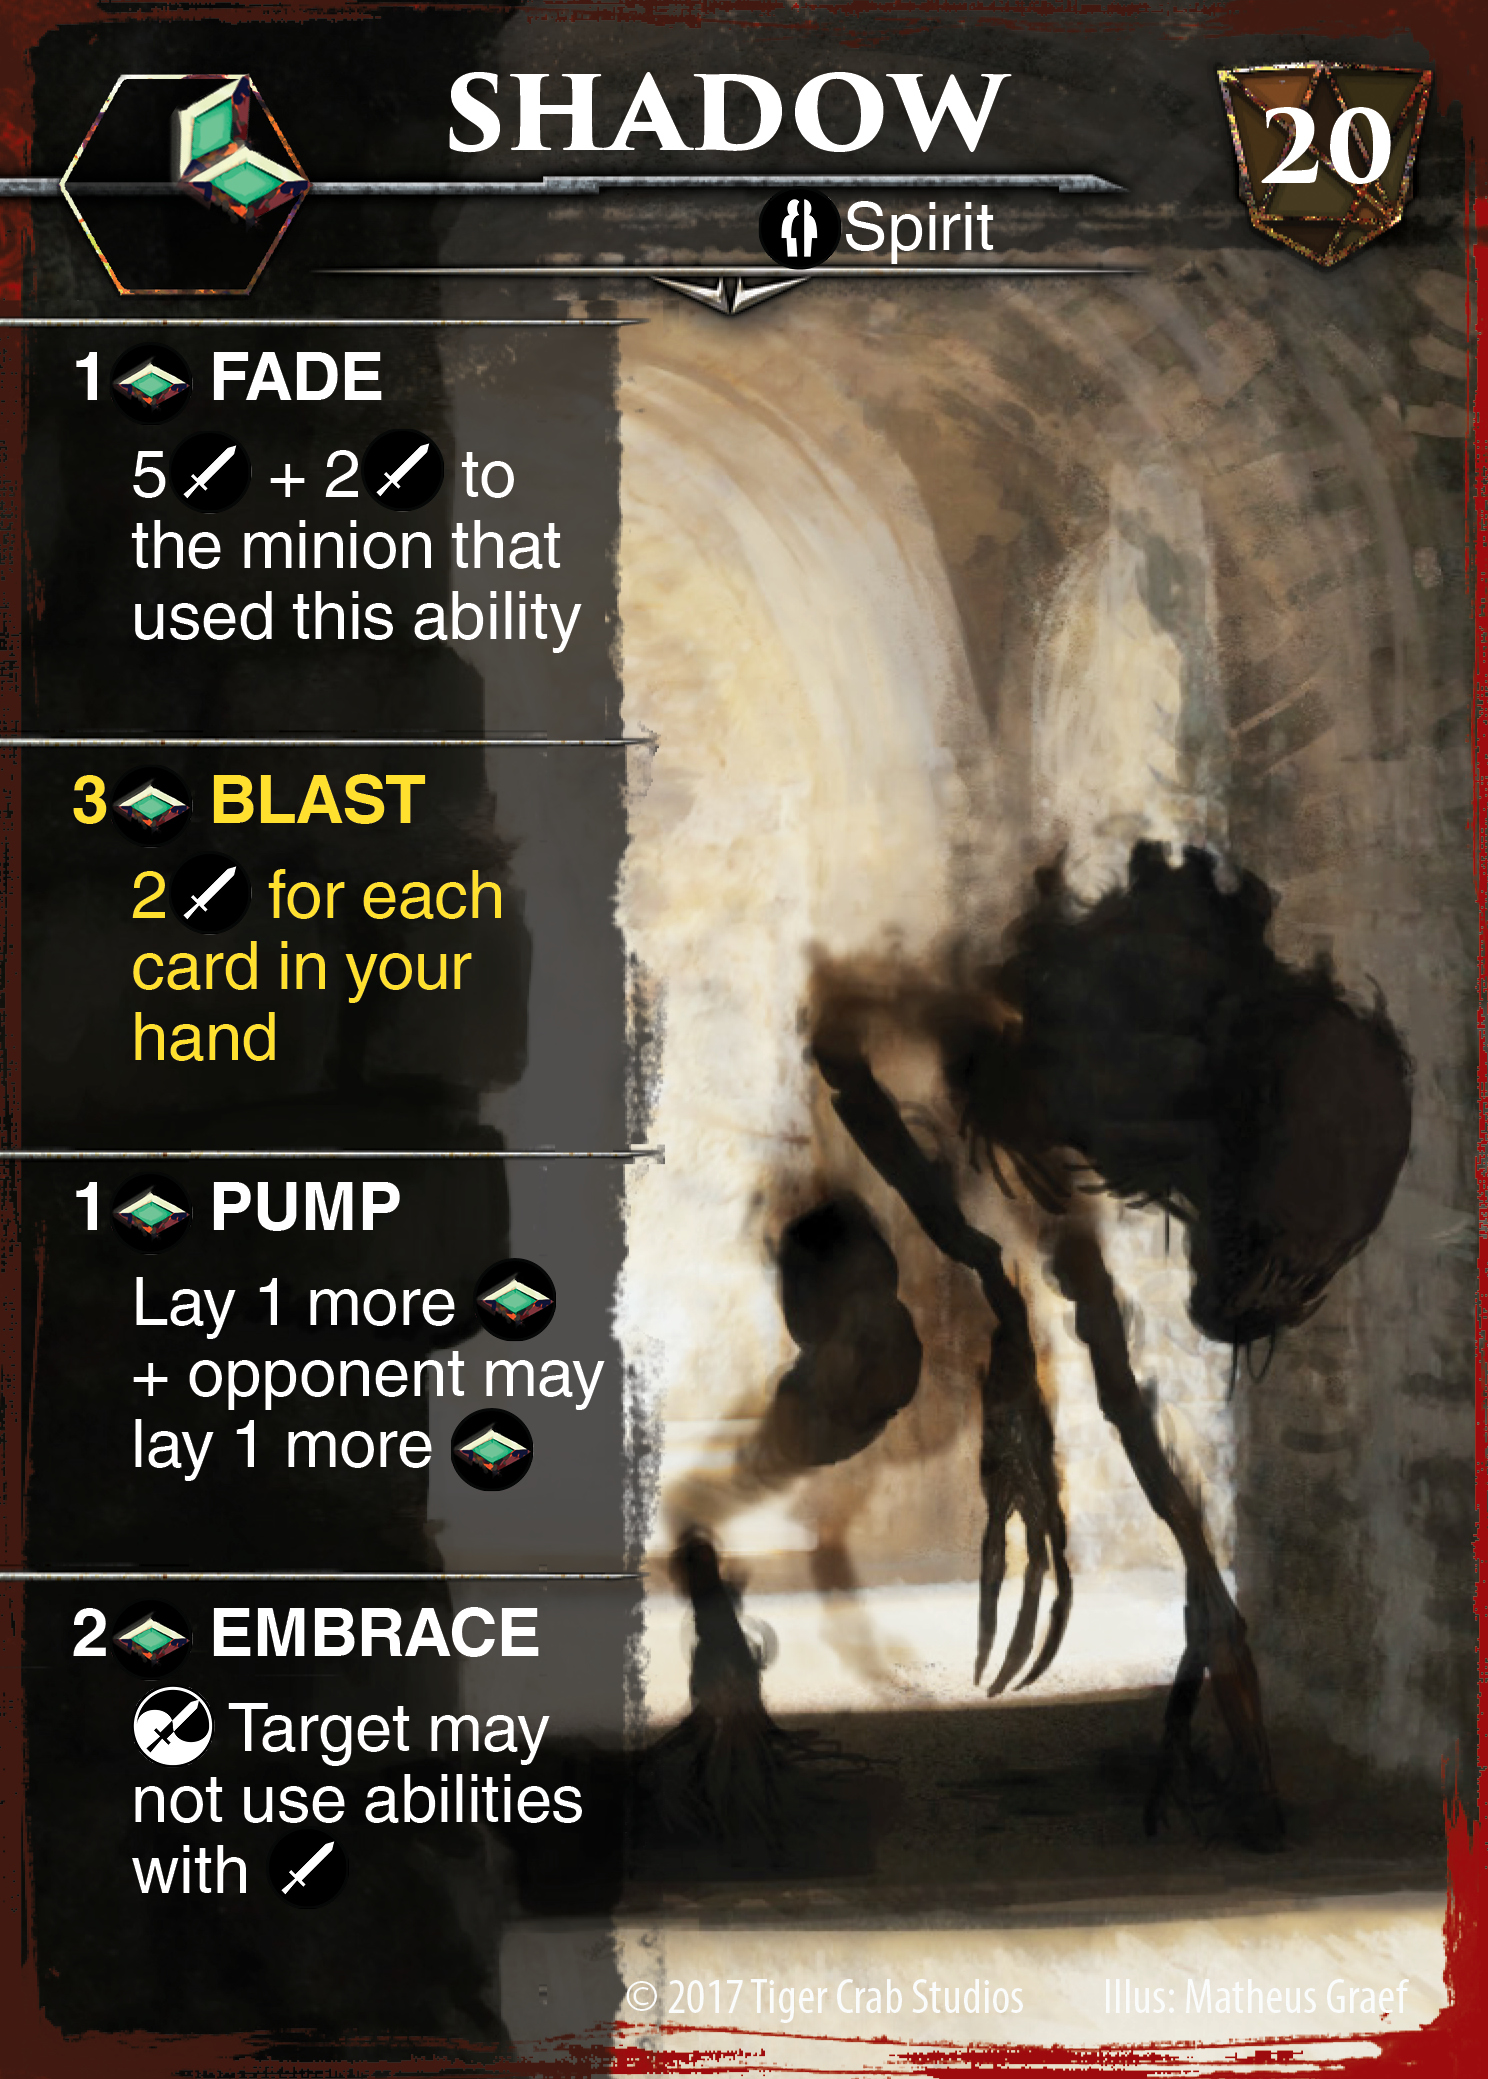 SHADOW
20
Spirit
1 FADE
5 + 2 to
the minion that
used this ability
3 BLAST
2 for each
card in your
hand
1 PUMP
Lay 1 more
+ opponent may
lay 1 more
2 EMBRACE
Target may
not use abilities
with
© 2017 Tiger Crab Studios Illus: Matheus Graef